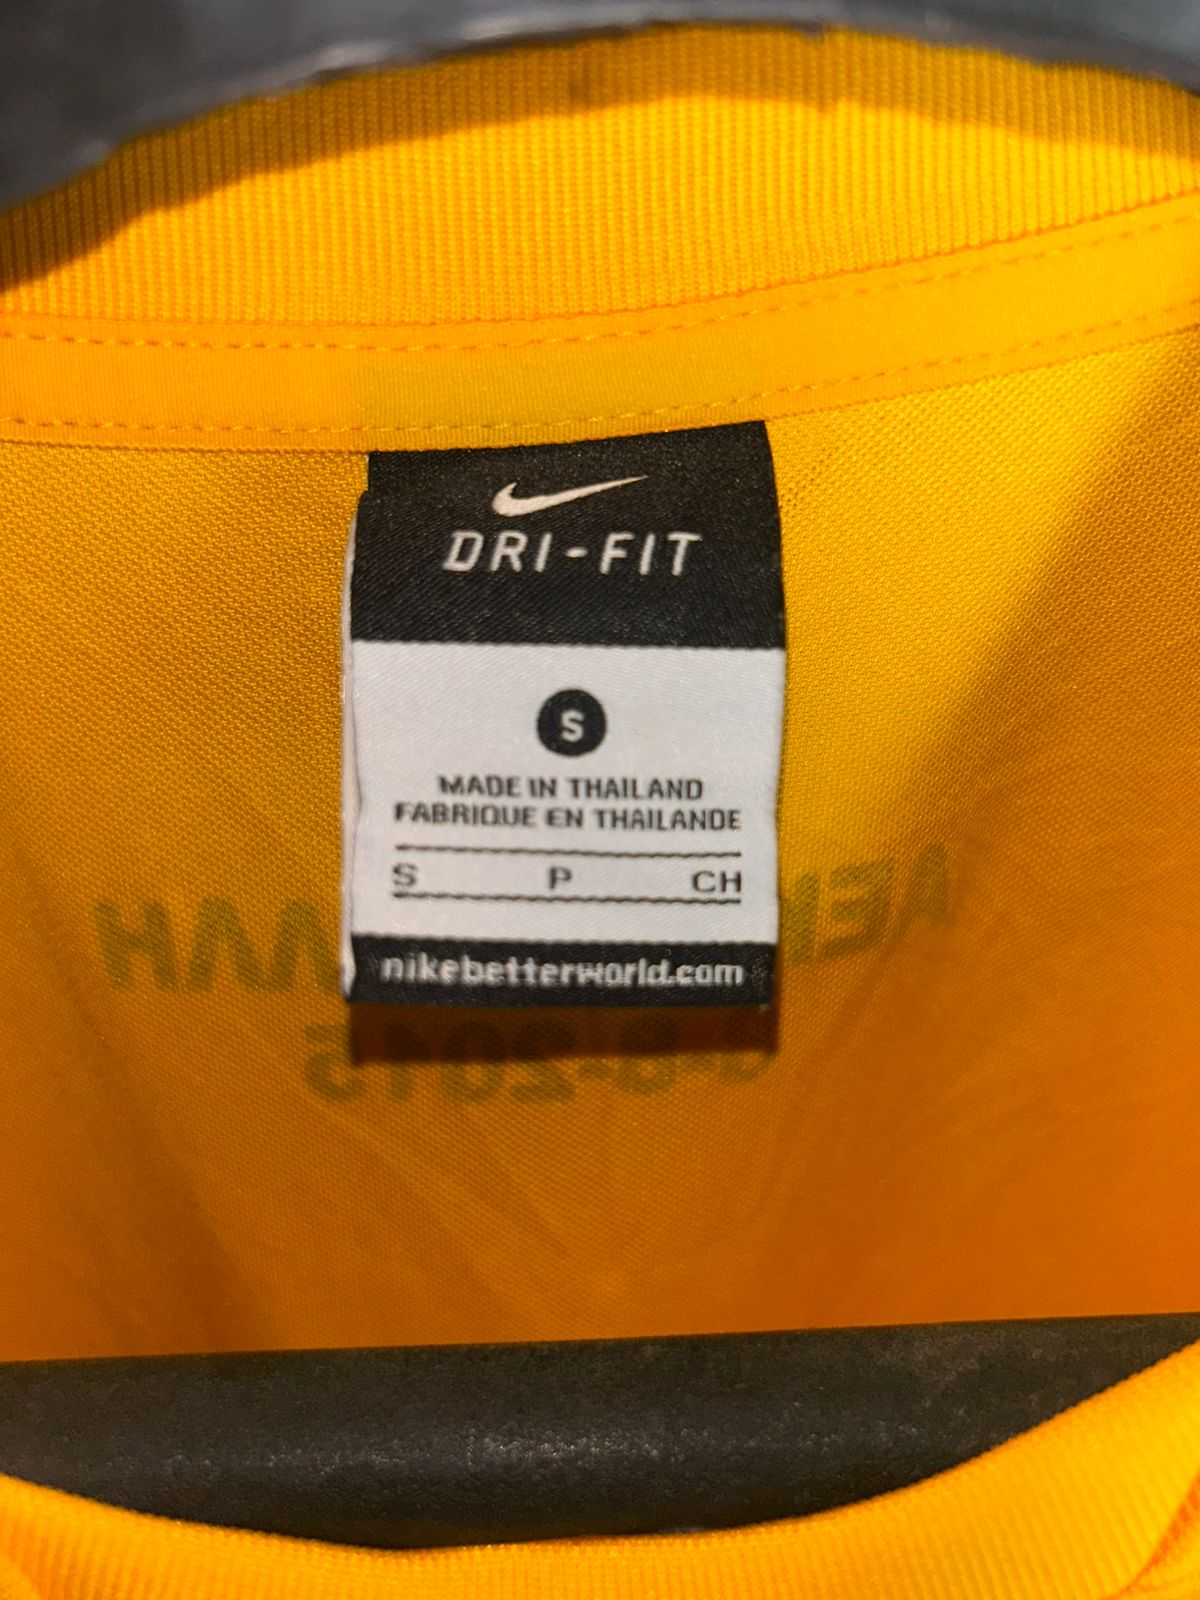 DRI-FIT
S
MADE IN THAILAND
FABRIQUE EN THAILANDE
S P CH
nikebetterworld.com